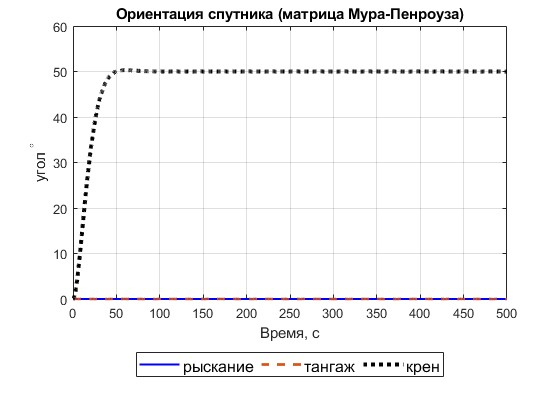 Ориентация спутника (матрица Мура-Пенроуза)
60
50
40
30
20
10
0
угол °
0 50 100 150 200 250 300 350 400 450 500
Время, с
рыскание тангаж крен